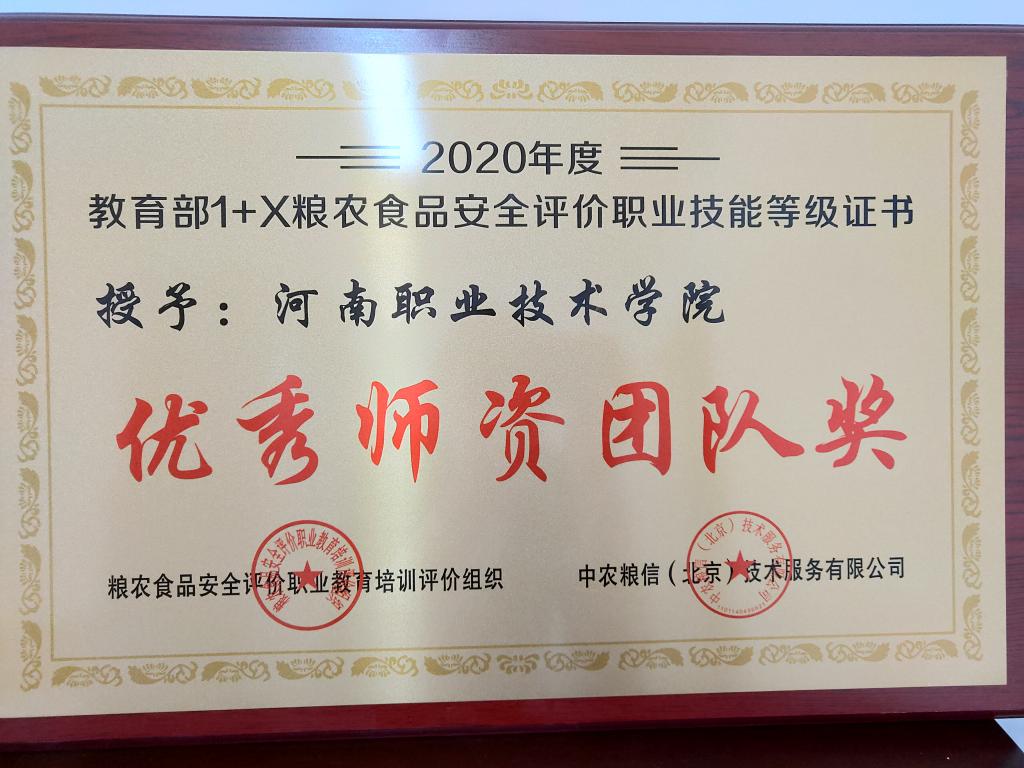 2020年度
教育部1+X粮农食品安全评价职业技能等级证书
授予：河南职业技术学院
优秀师资团队奖
粮农食品安全评价职业教育培训评价组织
中农粮信（北京）技术服务有限公司